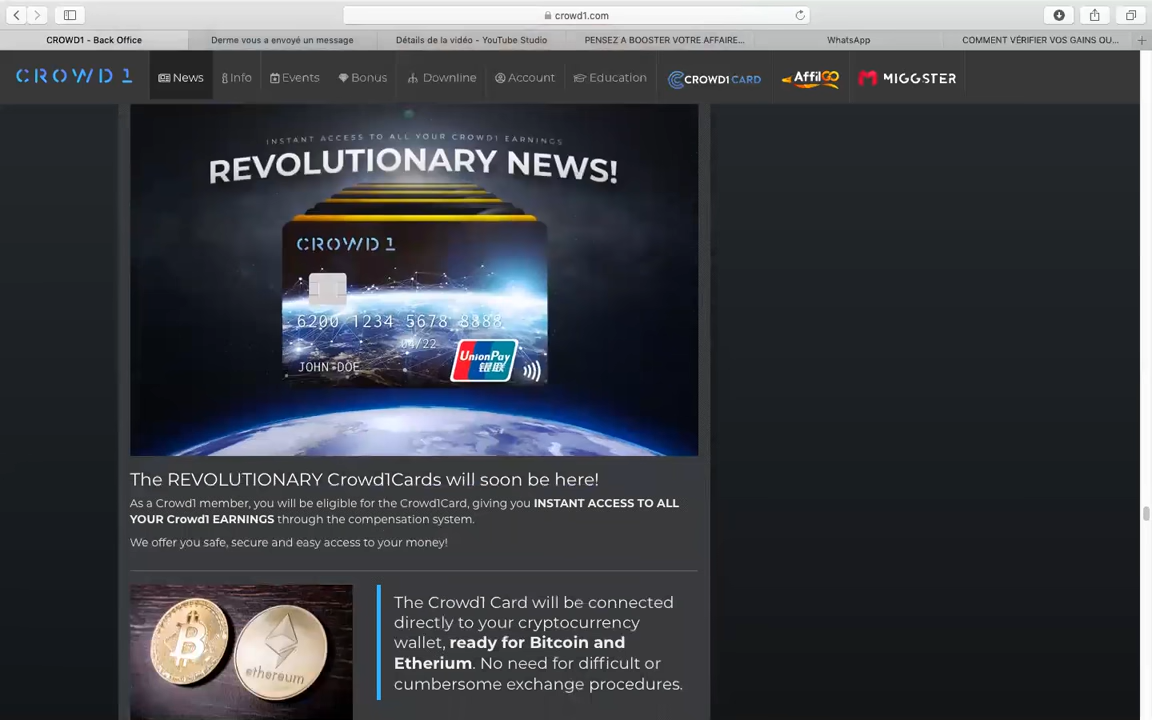 crowd1.com
CROWD1 - Back Office
Derme vous a envoyé un message
Détails de la vidéo - YouTube Studio
PENSEZ A BOOSTER VOTRE AFFAIRE...
WhatsApp
COMMENT VÉRIFIER VOS GAINS OU...
CROWD1
News
Info
Events
Bonus
Downline
Account
Education
CROWD1 CARD
AffilGO
MIGGSTER
INSTANT ACCESS TO ALL YOUR CROWD1 EARNINGS
REVOLUTIONARY NEWS!
CROWD1
6200 1234 5678 8888
04/22
JOHN DOE
UnionPay
银联
The REVOLUTIONARY Crowd1Cards will soon be here!
As a Crowd1 member, you will be eligible for the Crowd1Card, giving you INSTANT ACCESS TO ALL
YOUR Crowd1 EARNINGS through the compensation system.
We offer you safe, secure and easy access to your money!
B
ethereum
The Crowd1 Card will be connected
directly to your cryptocurrency
wallet, ready for Bitcoin and
Etherium. No need for difficult or
cumbersome exchange procedures.